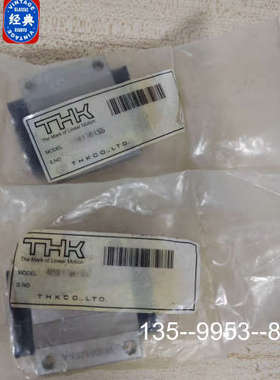 VINTAGE
CLASSIC
经典
THK
The Mark of Linear Motion
MODEL
S.NO
THK CO.,LTD.
THK
The Mark of Linear Motion
MODEL
S.NO
THK CO.,LTD.
135--9953--8